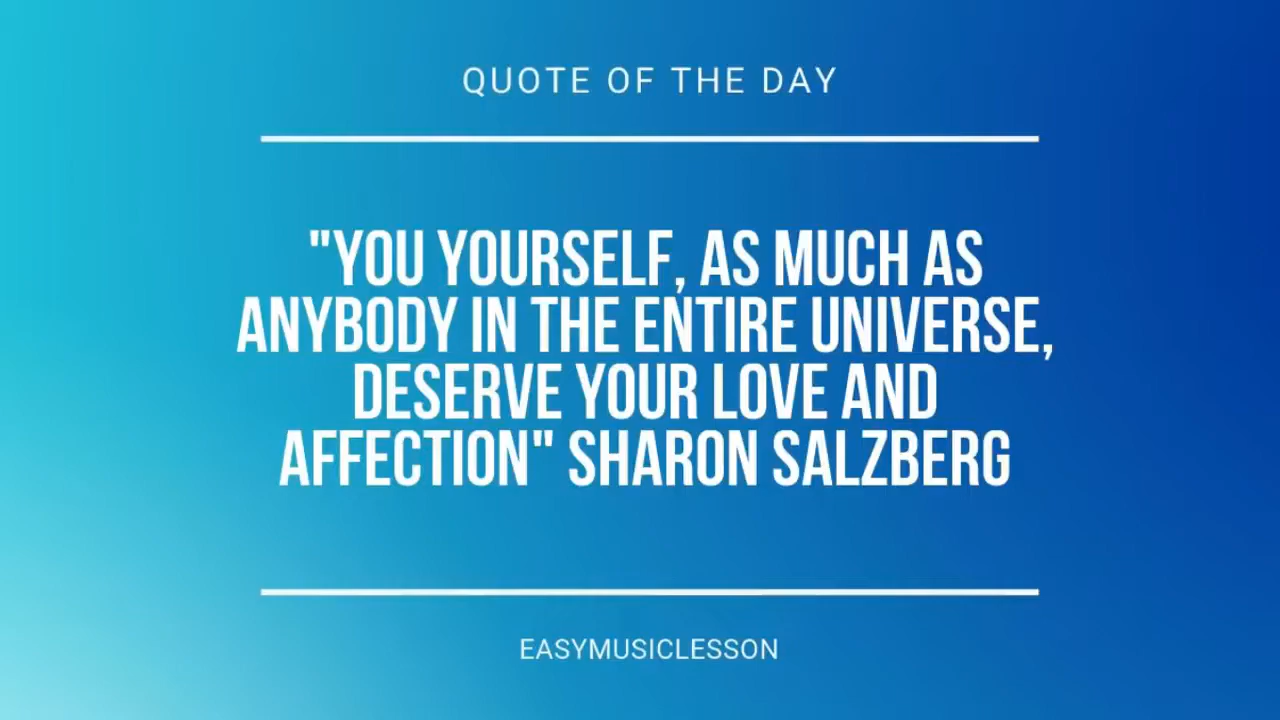 QUOTE OF THE DAY
"YOU YOURSELF, AS MUCH AS
ANYBODY IN THE ENTIRE UNIVERSE,
DESERVE YOUR LOVE AND
AFFECTION" SHARON SALZBERG
EASYMUSICLESSON